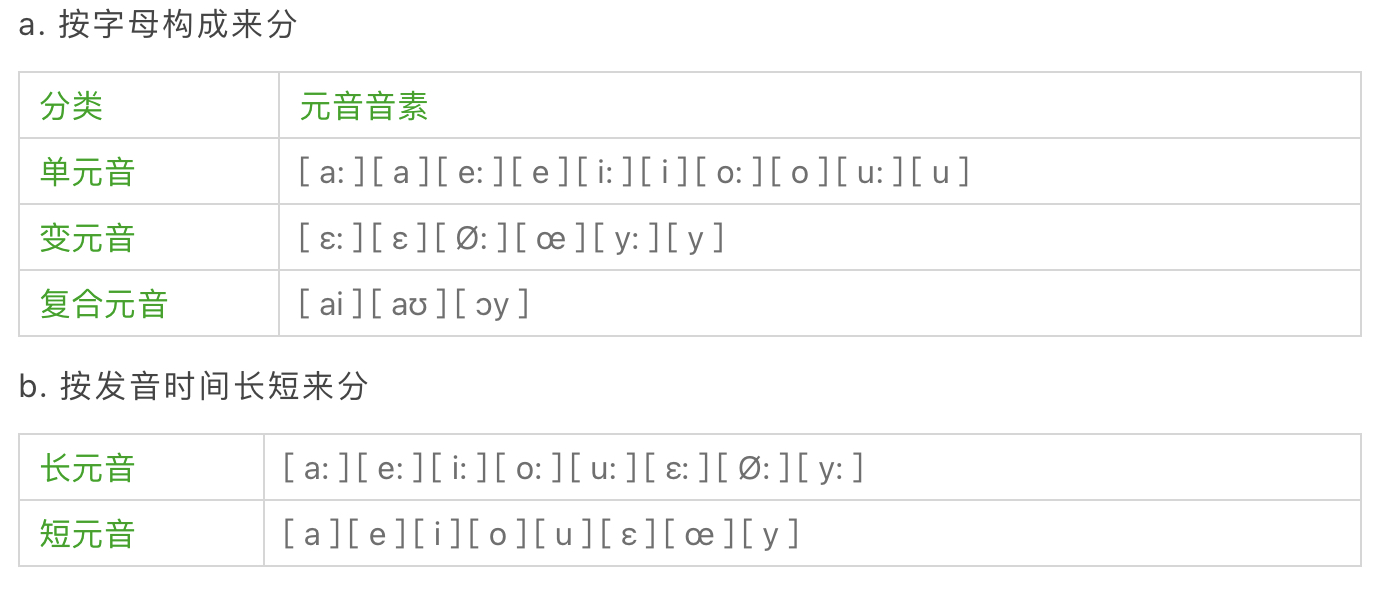 a. 按字母构成来分
分类 元音音素
单元音 [ a: ] [ a ] [ e: ] [ e ] [ i: ] [ i ] [ o: ] [ o ] [ u: ] [ u ]
变元音 [ ɛ: ] [ ɛ ] [ Ø: ] [ œ ] [ y: ] [ y ]
复合元音 [ ai ] [ aʊ ] [ ɔy ]
b. 按发音时间长短来分
长元音 [ a: ] [ e: ] [ i: ] [ o: ] [ u: ] [ ɛ: ] [ Ø: ] [ y: ]
短元音 [ a ] [ e ] [ i ] [ o ] [ u ] [ ɛ ] [ œ ] [ y ]